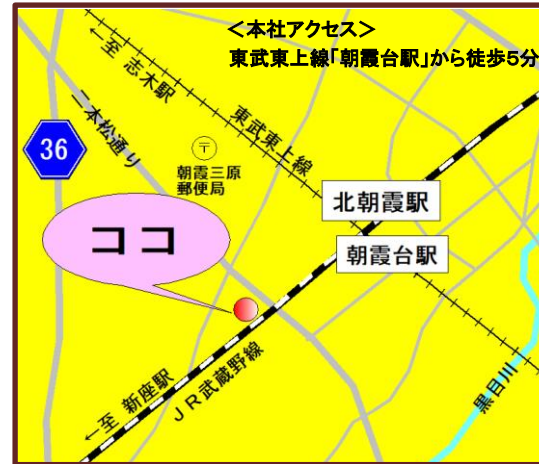 ＜本社アクセス＞
東武東上線｢朝霞台駅｣から徒歩5分
←至 志木駅
東武東上線
二本松通り
36
〒
朝霞三原
郵便局
北朝霞駅
朝霞台駅
ココ
←至 新座駅
ＪＲ武蔵野線
黒目川